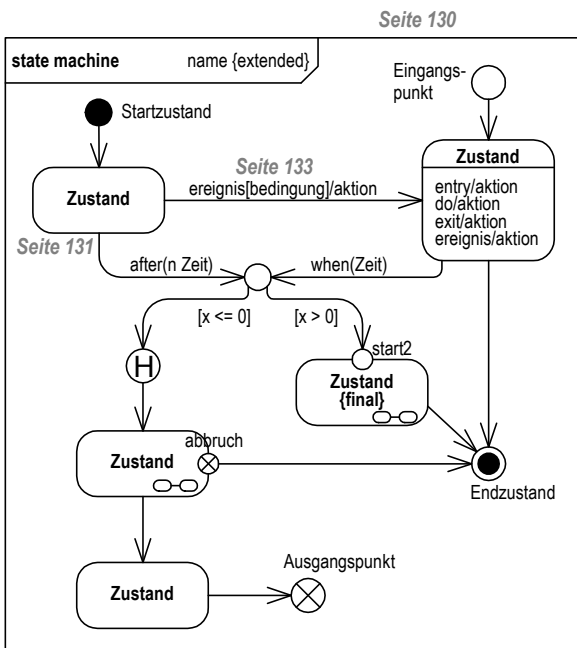 Seite 130
state machine name {extended}
Eingangs-
punkt
Startzustand
Zustand
Seite 133
ereignis[bedingung]/aktion
Zustand
entry/aktion
do/aktion
exit/aktion
ereignis/aktion
Seite 131
after(n Zeit)
when(Zeit)
[x <= 0]
[x > 0]
H
start2
Zustand
{final}
abbruch
Zustand
Endzustand
Zustand
Ausgangspunkt